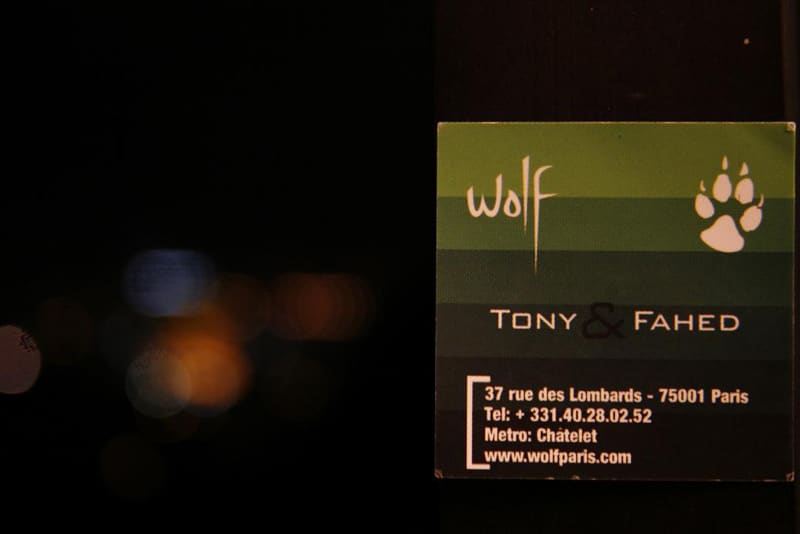 wolf
TONY & FAHED
37 rue des Lombards - 75001 Paris
Tel: + 331.40.28.02.52
Metro: Châtelet
www.wolfparis.com